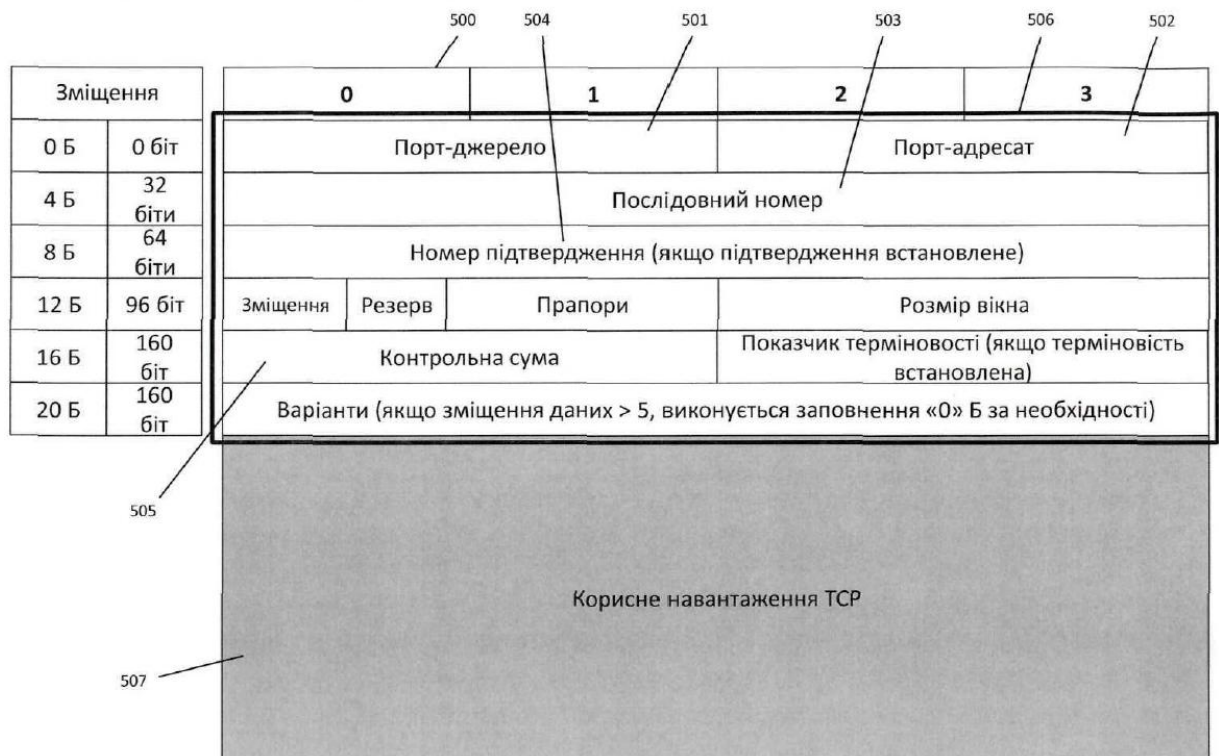 500 504 501 503 506 502
Зміщення 0 1 2 3
0 Б 0 біт Порт-джерело Порт-адресат
4 Б 32 біти Послідовний номер
8 Б 64 біти Номер підтвердження (якщо підтвердження встановлене)
12 Б 96 біт Зміщення Резерв Прапори Розмір вікна
16 Б 160 біт Контрольна сума Показчик терміновості (якщо терміновість встановлена)
20 Б 160 біт Варіанти (якщо зміщення даних > 5, виконується заповнення «0» Б за необхідності)
505
Корисне навантаження TCP
507